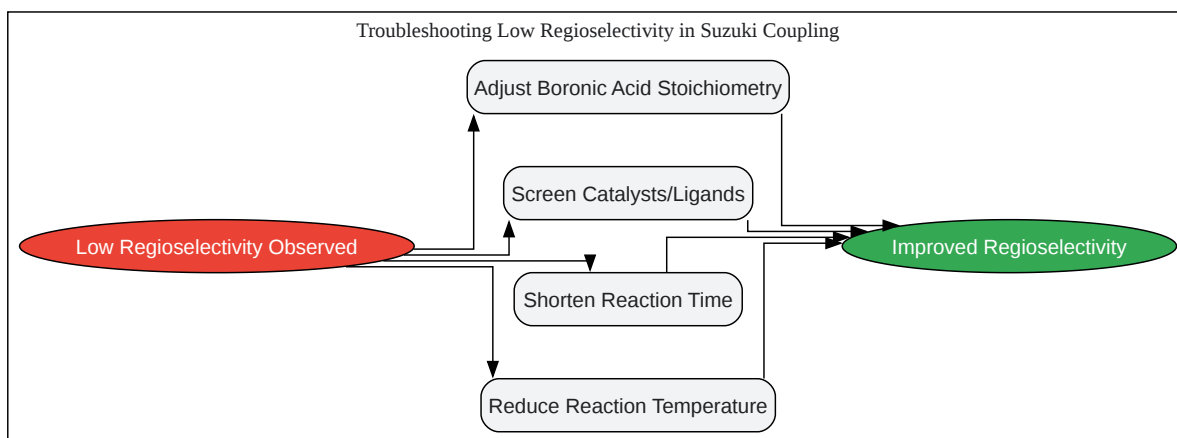 Troubleshooting Low Regioselectivity in Suzuki Coupling
Adjust Boronic Acid Stoichiometry
Screen Catalysts/Ligands
Low Regioselectivity Observed
Improved Regioselectivity
Shorten Reaction Time
Reduce Reaction Temperature